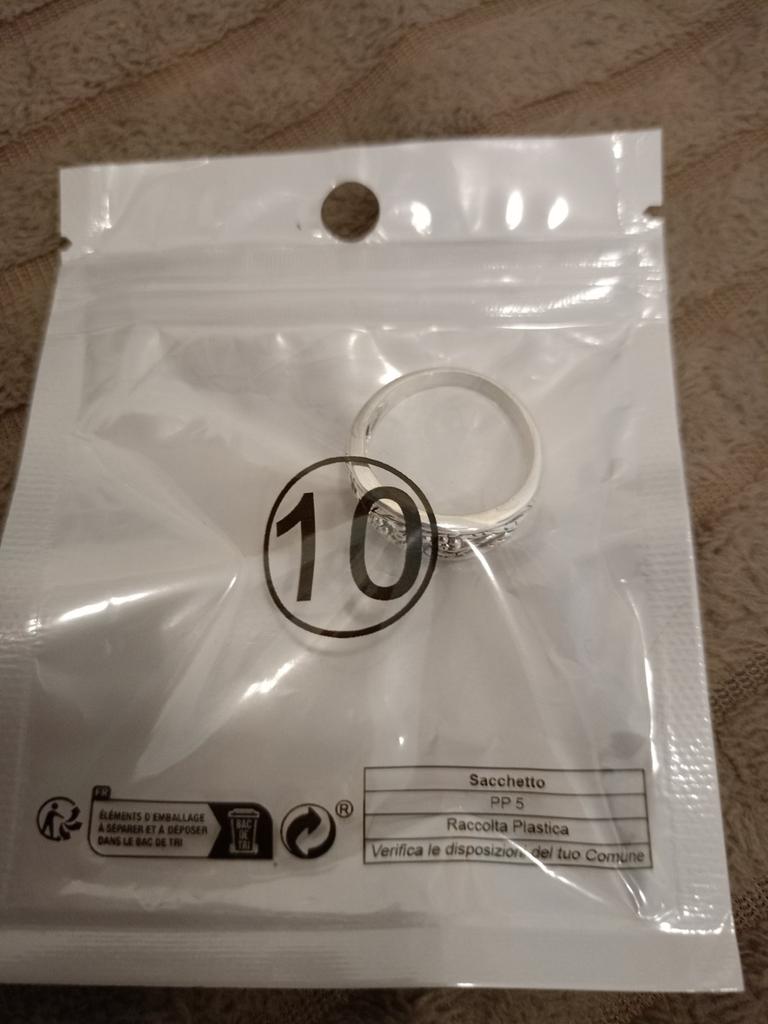 10
FR
ÉLÉMENTS D'EMBALLAGE
À SÉPARER ET À DÉPOSER
DANS LE BAC DE TRI
BAC
DE
TRI
®
Sacchetto
PP 5
Raccolta Plastica
Verifica le disposizioni del tuo Comune